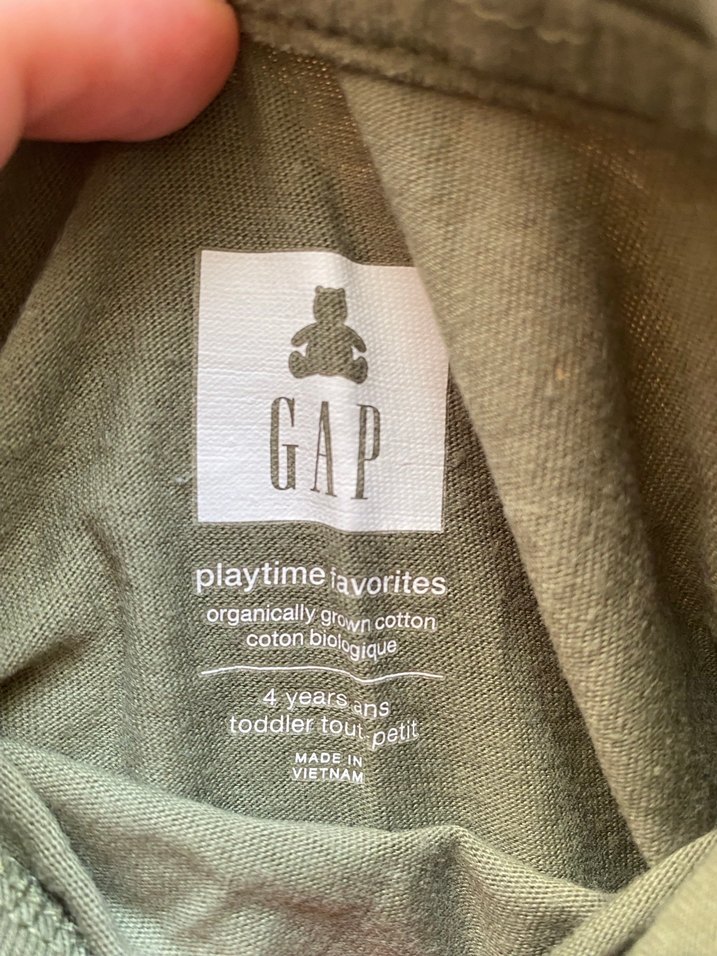 GAP
playtime favorites
organically grown cotton
coton biologique
4 years ans
toddler tout-petit
MADE IN
VIETNAM